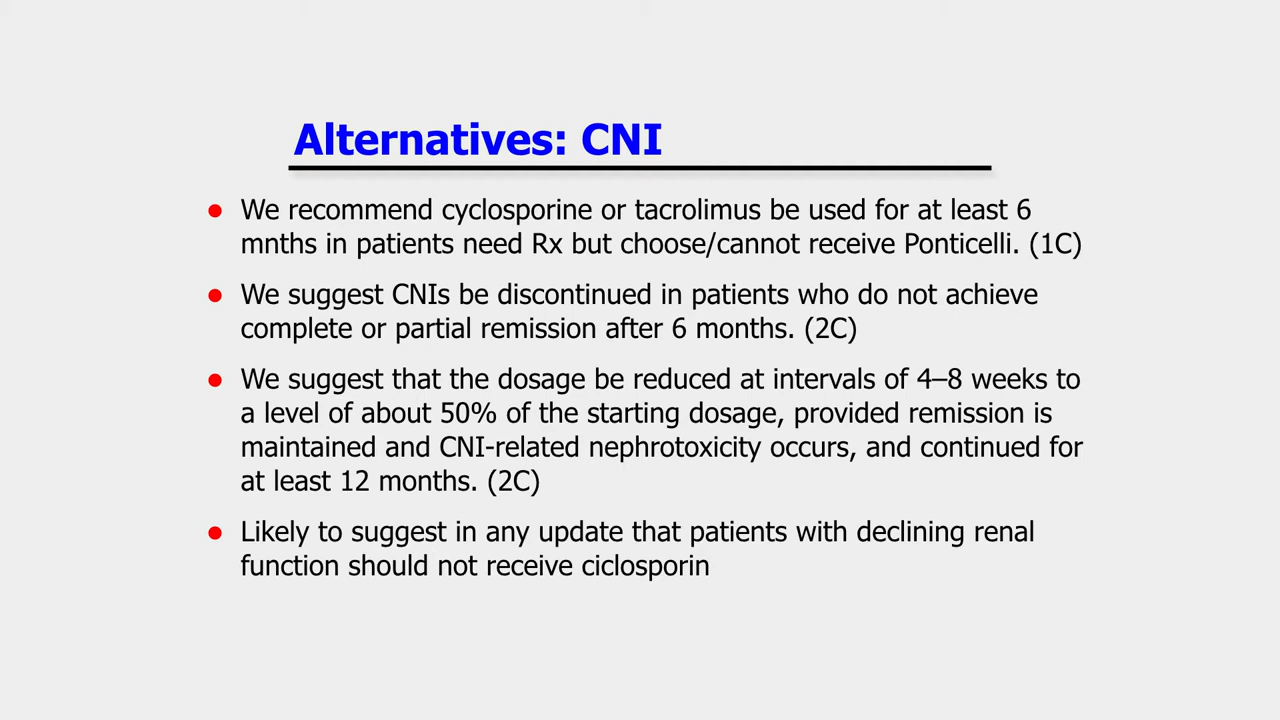 Alternatives: CNI
● We recommend cyclosporine or tacrolimus be used for at least 6
mnths in patients need Rx but choose/cannot receive Ponticelli. (1C)
● We suggest CNIs be discontinued in patients who do not achieve
complete or partial remission after 6 months. (2C)
● We suggest that the dosage be reduced at intervals of 4–8 weeks to
a level of about 50% of the starting dosage, provided remission is
maintained and CNI-related nephrotoxicity occurs, and continued for
at least 12 months. (2C)
● Likely to suggest in any update that patients with declining renal
function should not receive ciclosporin